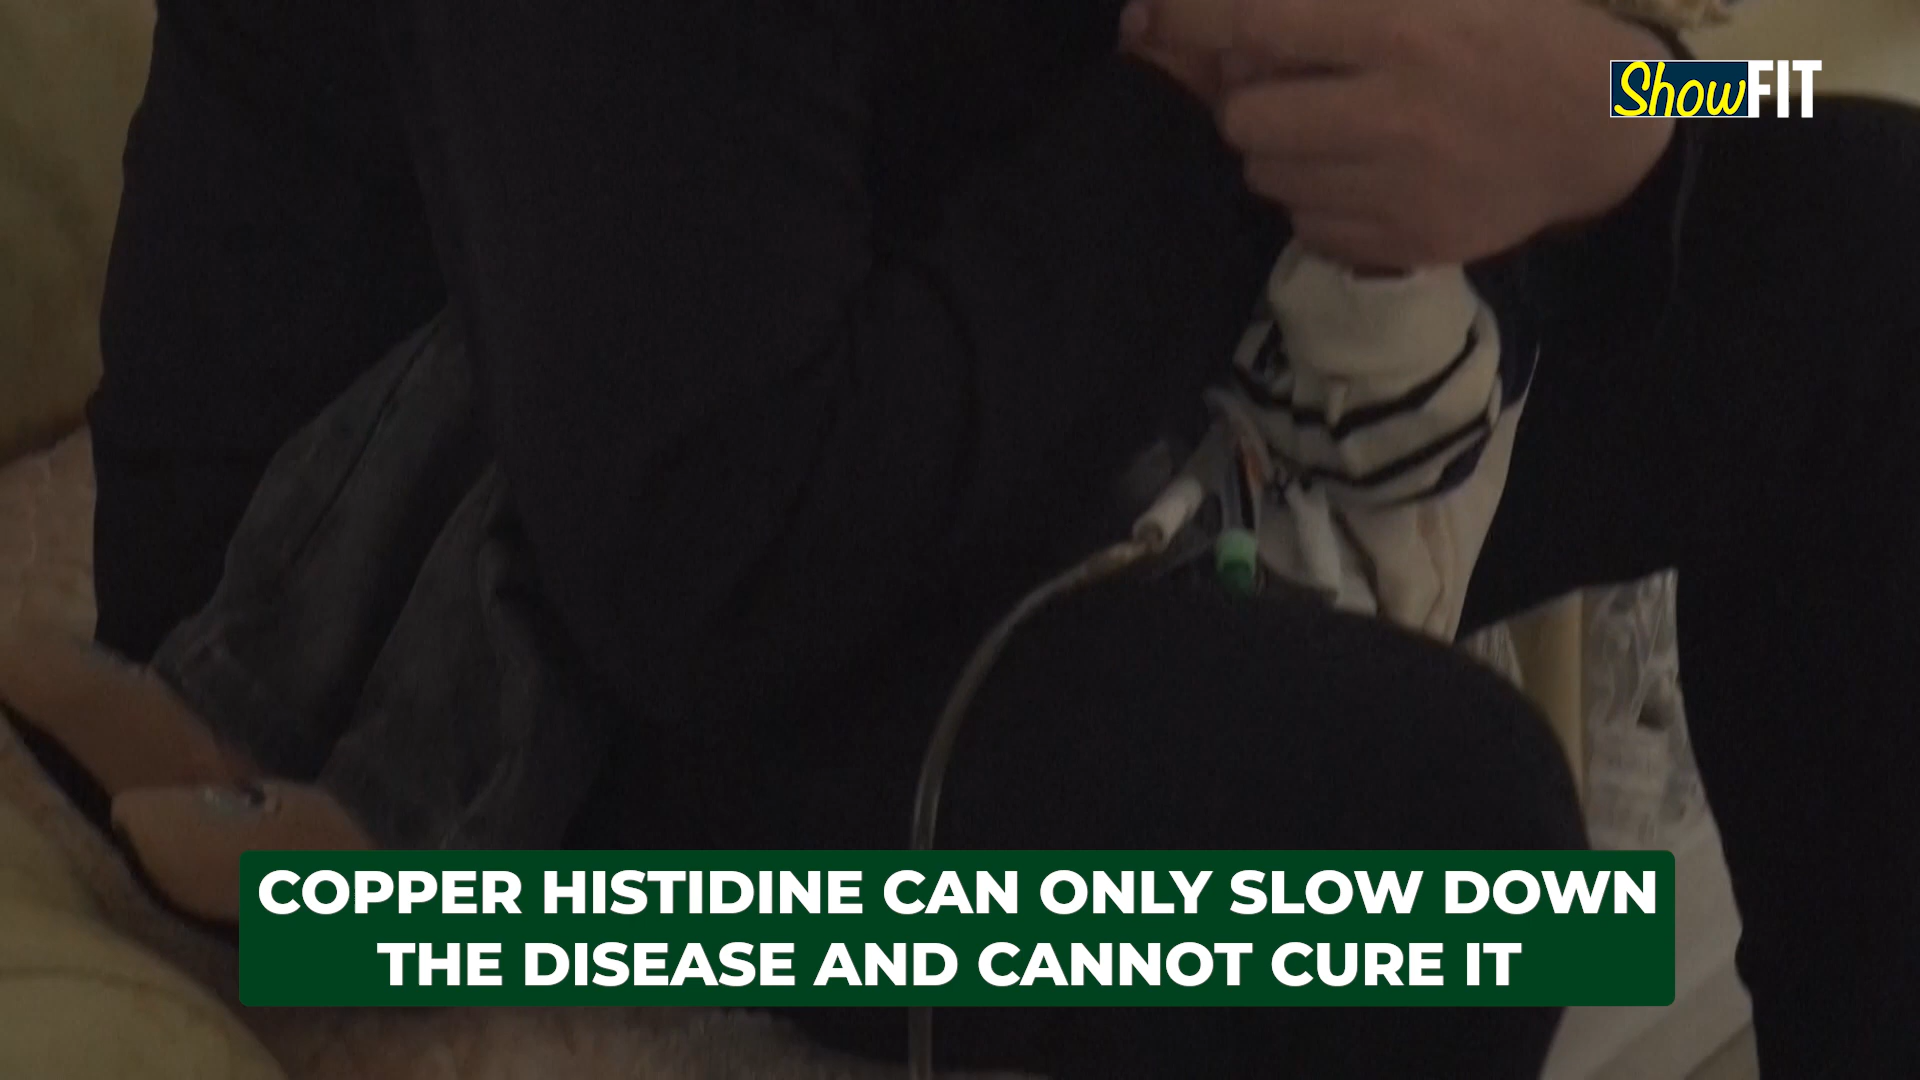 ShowFIT
COPPER HISTIDINE CAN ONLY SLOW DOWN
THE DISEASE AND CANNOT CURE IT